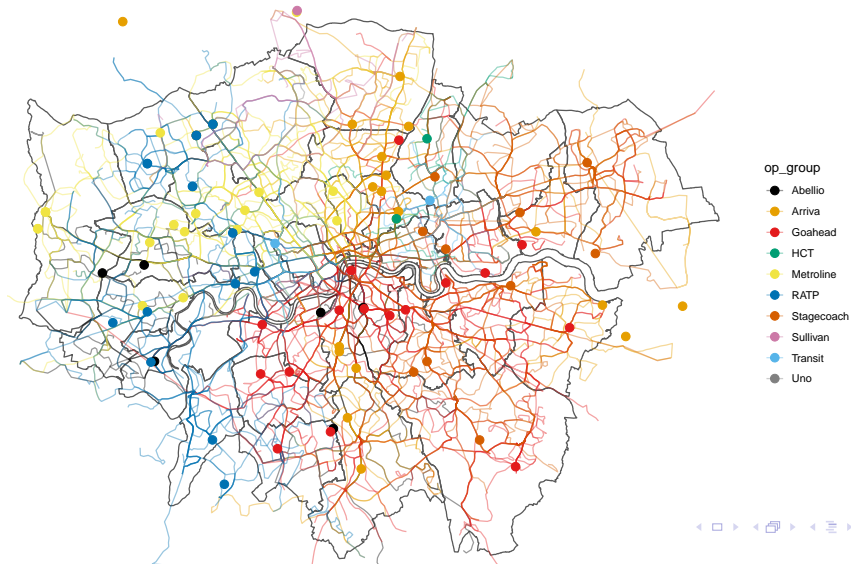 op_group
Abellio
Arriva
Goahead
HCT
Metroline
RATP
Stagecoach
Sullivan
Transit
Uno